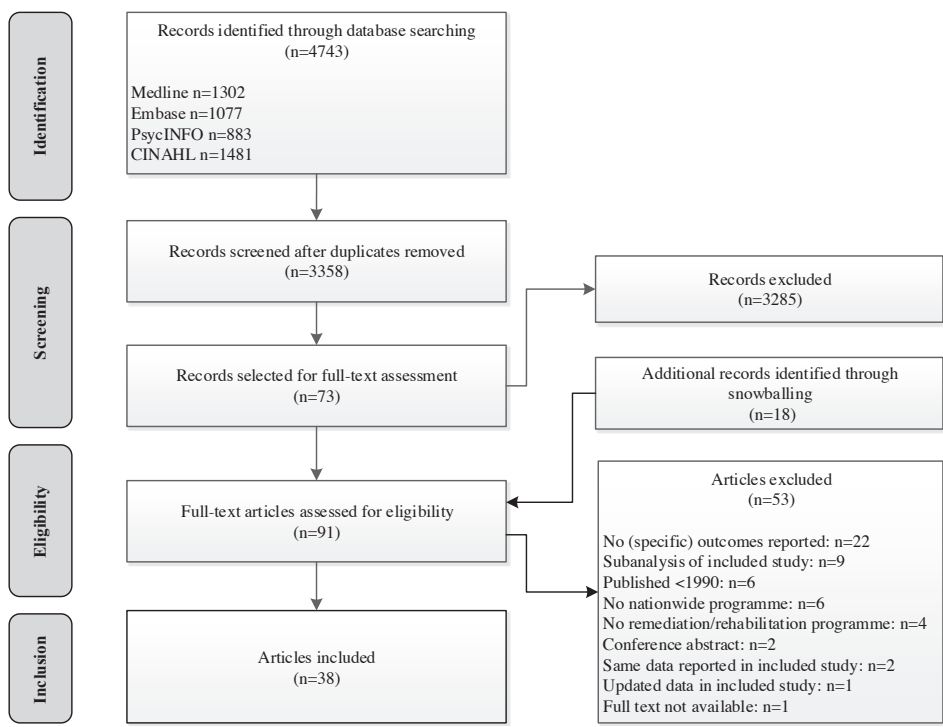 Identification
Records identified through database searching
(n=4743)
Medline n=1302
Embase n=1077
PsycINFO n=883
CINAHL n=1481
Screening
Records screened after duplicates removed
(n=3358)
Records excluded
(n=3285)
Records selected for full-text assessment
(n=73)
Additional records identified through
snowballing
(n=18)
Eligibility
Full-text articles assessed for eligibility
(n=91)
Articles excluded
(n=53)
No (specific) outcomes reported: n=22
Subanalysis of included study: n=9
Published <1990: n=6
No nationwide programme: n=6
No remediation/rehabilitation programme: n=4
Conference abstract: n=2
Same data reported in included study: n=2
Updated data in included study: n=1
Full text not available: n=1
Inclusion
Articles included
(n=38)